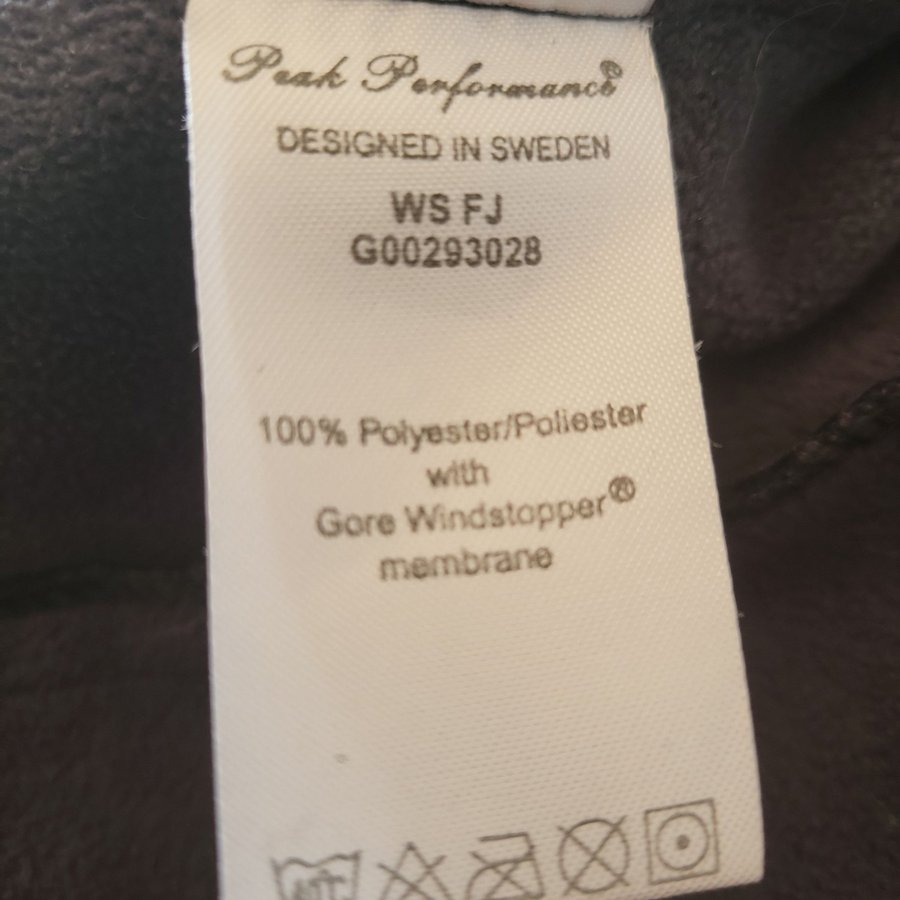 Peak Performance®
DESIGNED IN SWEDEN
WS FJ
G00293028
100% Polyester/Poliester
with
Gore Windstopper®
membrane